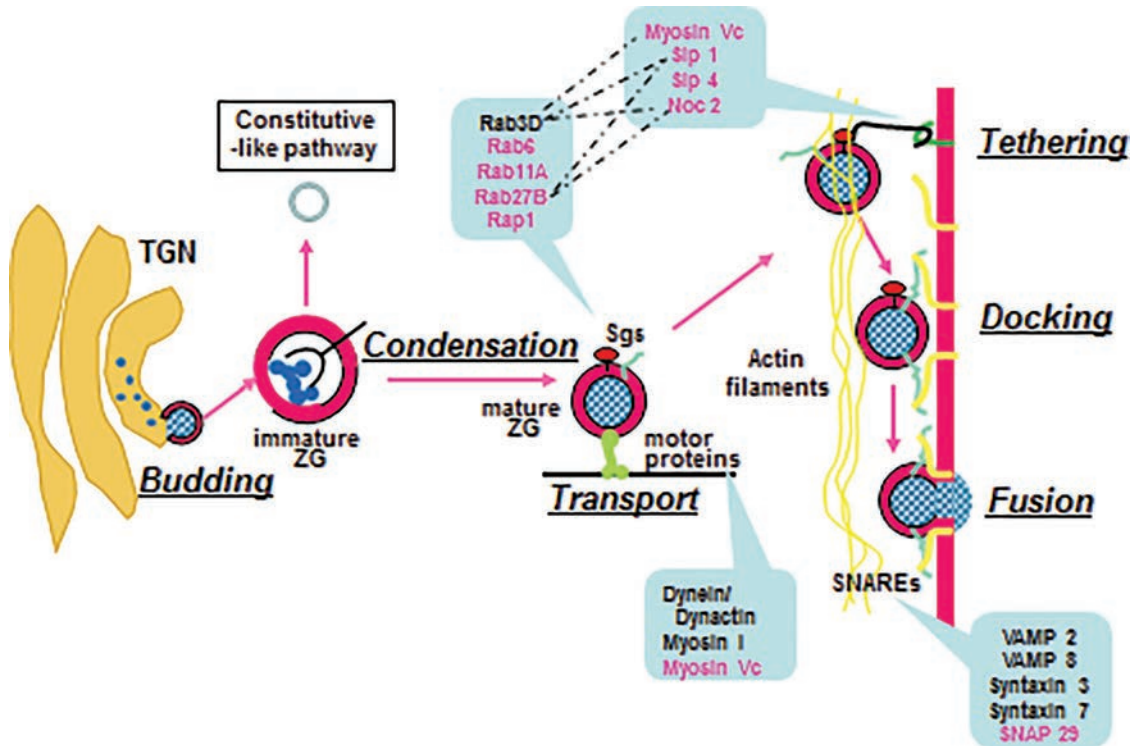 Myosin Vc
Slp 1
Slp 4
Noc 2
Rab3D
Rab6
Rab11A
Rab27B
Rap1
Constitutive
-like pathway
TGN
Tethering
Sgs
Condensation
Docking
Actin
filaments
mature
ZG
immature
ZG
motor
proteins
Budding
Transport
Fusion
SNAREs
Dynein/
Dynactin
Myosin I
Myosin Vc
VAMP 2
VAMP 8
Syntaxin 3
Syntaxin 7
SNAP 29